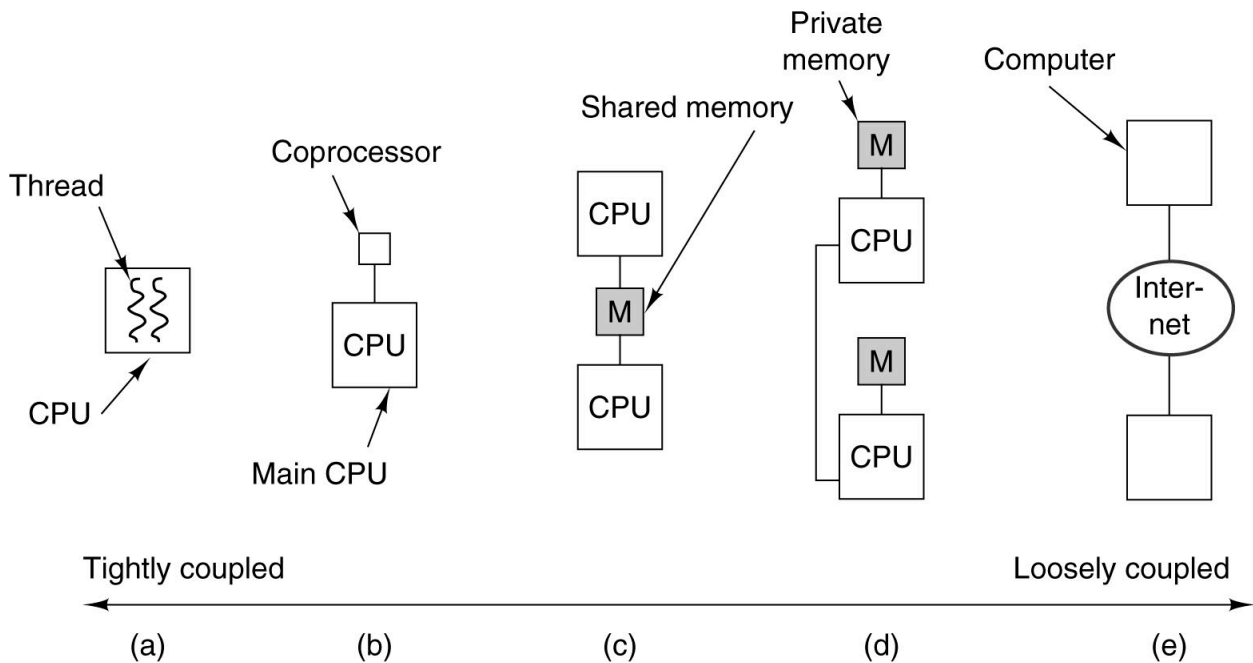 Thread
CPU
Coprocessor
CPU
Main CPU
Shared memory
CPU
M
CPU
Private
memory
M
CPU
M
CPU
Computer
Inter-
net
Tightly coupled
Loosely coupled
(a)
(b)
(c)
(d)
(e)